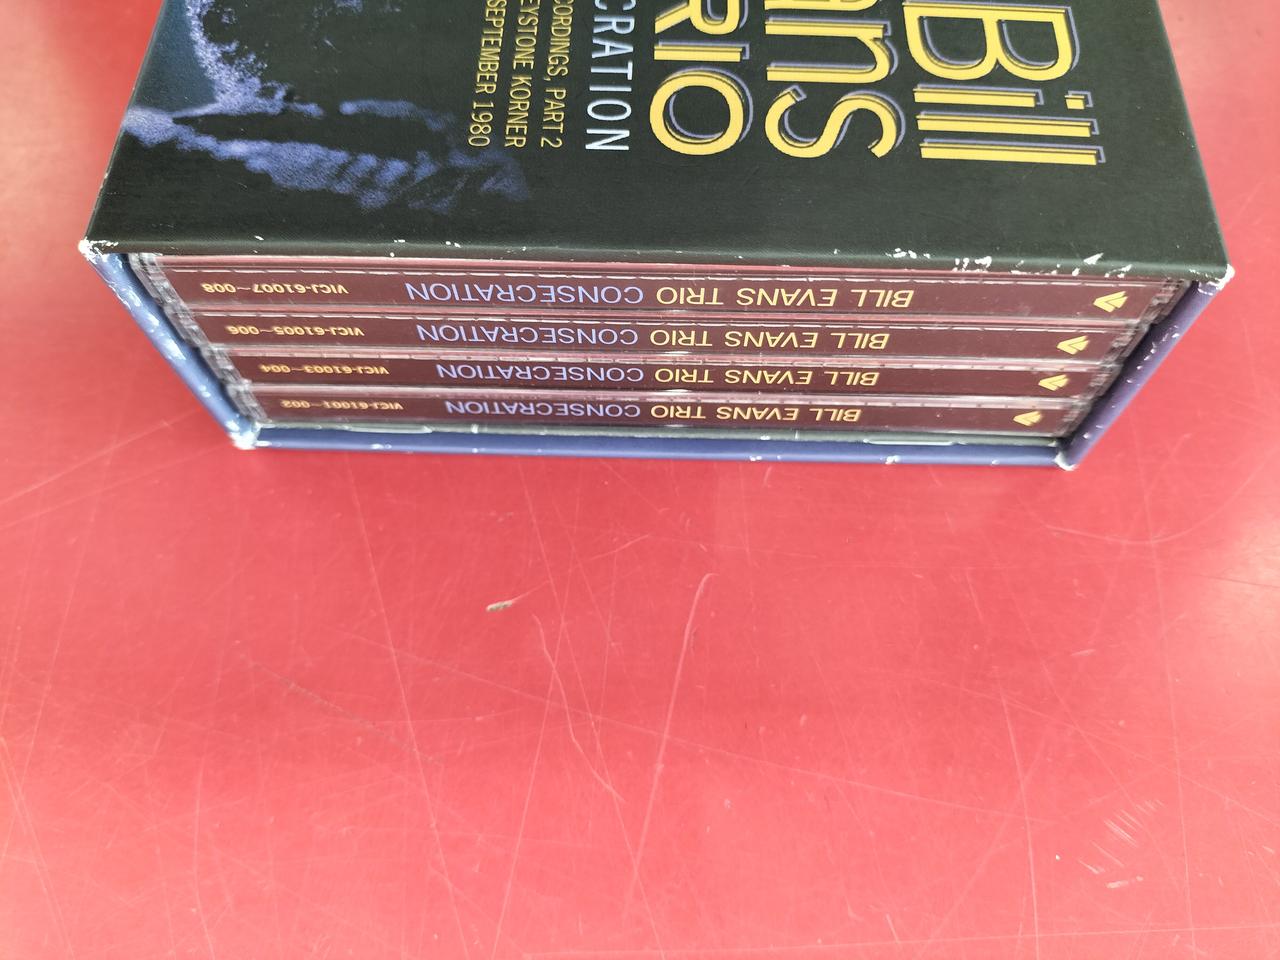 Bill
ans
RIO
CRATION
CORDINGS, PART 2
EYSTONE KORNER
SEPTEMBER 1980
BILL EVANS TRIO CONSECRATION VICJ-61007~008
BILL EVANS TRIO CONSECRATION VICJ-61005~006
BILL EVANS TRIO CONSECRATION VICJ-61003~004
BILL EVANS TRIO CONSECRATION VICJ-61001~002